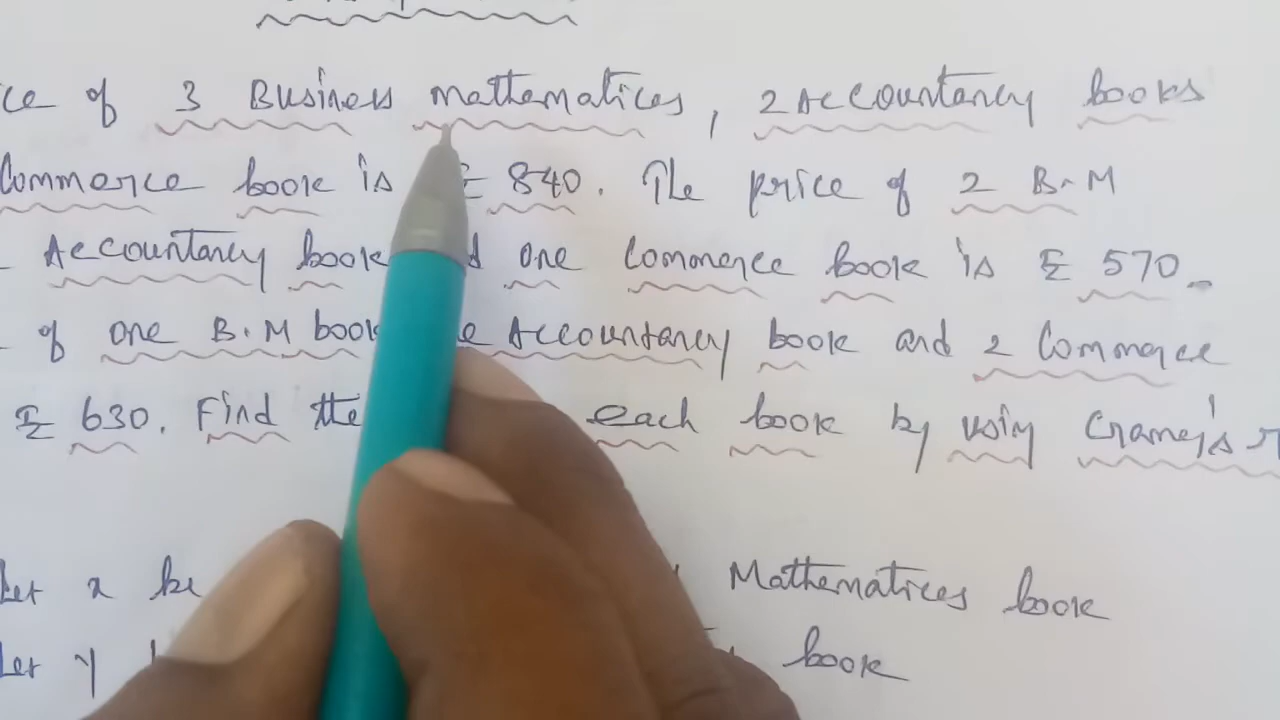 of 3 Business mathematices, 2 Accountancy books
Commerce book is ₹ 840. The price of 2 B.M
Accountancy book one Commerce book is ₹ 570
of one B.M book Accountancy book and 2 Commerce
₹ 630. Find the each book by using Cramer's
Let x be Mathematices book
Let y book